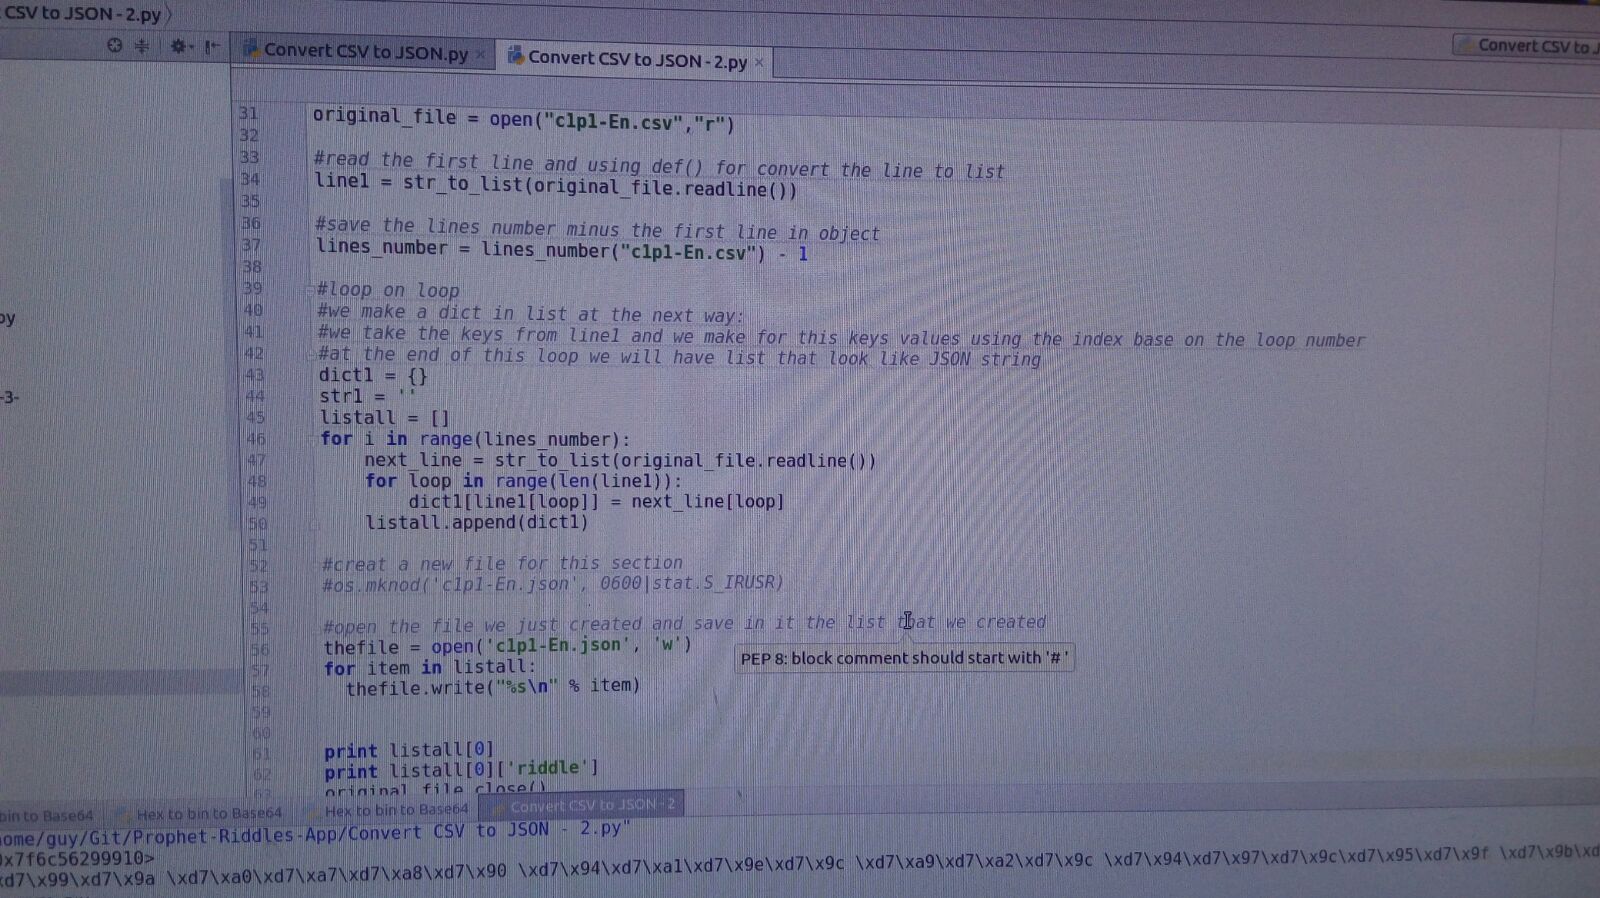 CSV to JSON - 2.py
Convert CSV to JSON.py
Convert CSV to JSON - 2.py
Convert CSV to J
31 original_file = open("c1p1-En.csv","r")
32
33 #read the first line and using def() for convert the line to list
34 line1 = str_to_list(original_file.readline())
35
36 #save the lines number minus the first line in object
37 lines_number = lines_number("c1p1-En.csv") - 1
38
39 #loop on loop
40 #we make a dict in list at the next way:
41 #we take the keys from line1 and we make for this keys values using the index base on the loop number
42 #at the end of this loop we will have list that look like JSON string
43 dict1 = {}
44 str1 = ''
45 listall = []
46 for i in range(lines_number):
47 next_line = str_to_list(original_file.readline())
48 for loop in range(len(line1)):
49 dict1[line1[loop]] = next_line[loop]
50 listall.append(dict1)
51
52 #creat a new file for this section
53 #os.mknod('c1p1-En.json', 0600|stat.S_IRUSR)
54
55 #open the file we just created and save in it the list that we created
56 thefile = open('c1p1-En.json', 'w')
57 for item in listall:
58 thefile.write("%s\n" % item)
59
60
61 print listall[0]
62 print listall[0]['riddle']
63 original_file.close()
py
-3-
PEP 8: block comment should start with '# '
bin to Base64
Hex to bin to Base64
Hex to bin to Base64
Convert CSV to JSON - 2
ome/guy/Git/Prophet-Riddles-App/Convert CSV to JSON - 2.py"
0x7f6c56299910>
xd7\x99\xd7\x9a \xd7\xa0\xd7\xa7\xd7\xa8\xd7\x90 \xd7\x94\xd7\xa1\xd7\x9e\xd7\x9c \xd7\xa9\xd7\xa2\xd7\x9c \xd7\x94\xd7\x97\xd7\x9c\xd7\x95\xd7\x9f \xd7\x9b\xd